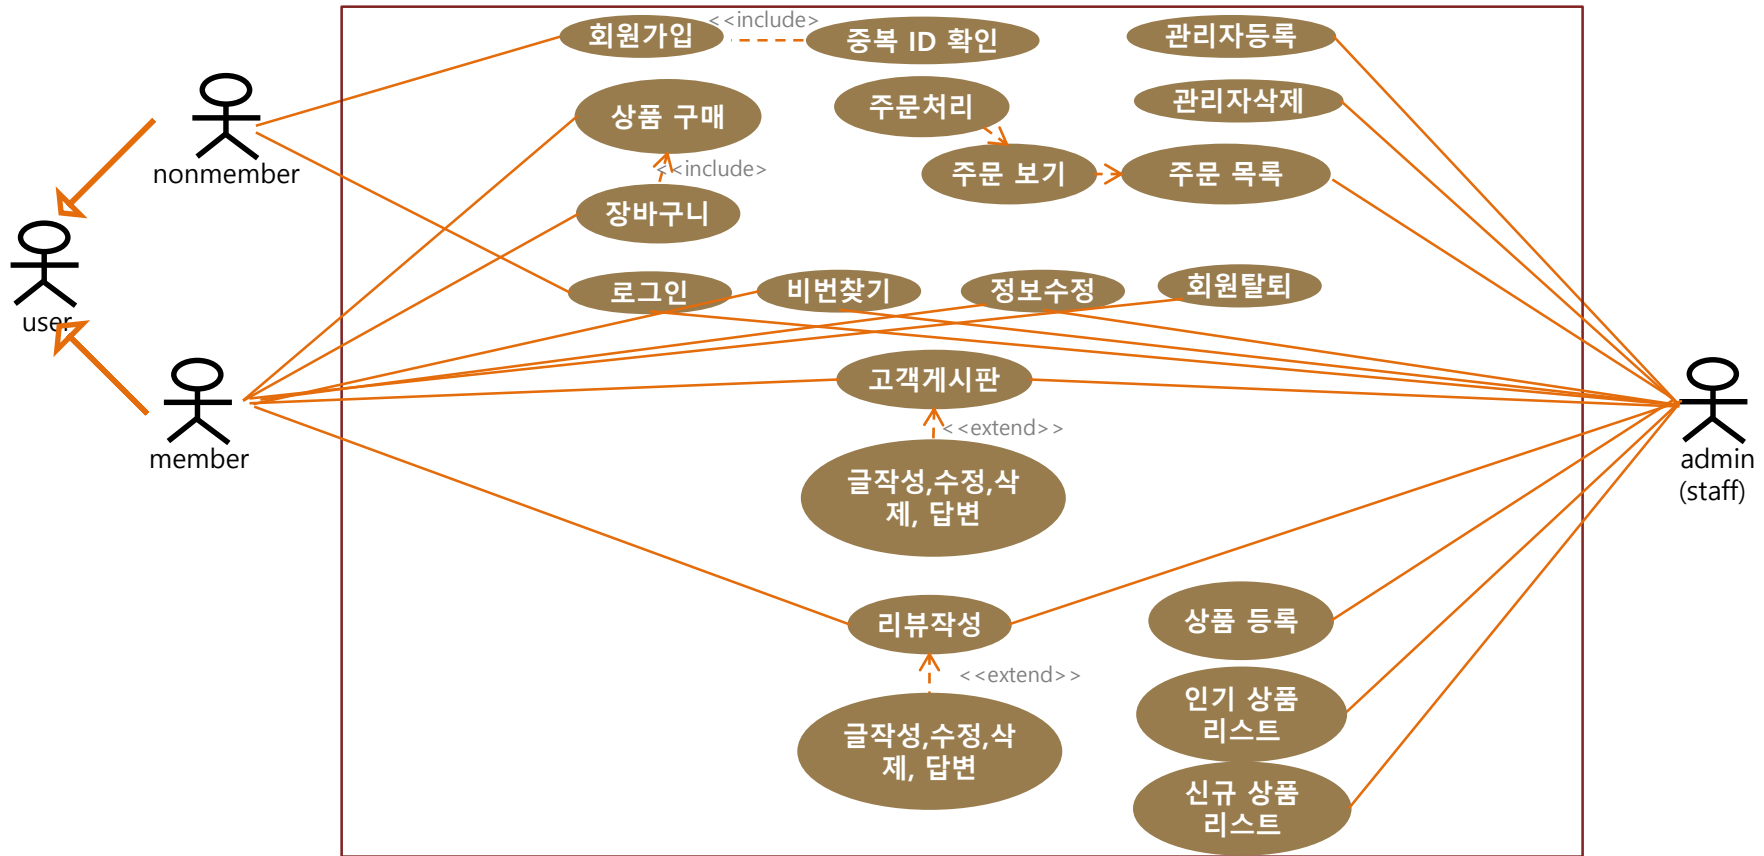 <<include>
회원가입
중복 ID 확인
관리자등록
상품 구매
주문처리
관리자삭제
nonmember
<<include>
주문 보기
주문 목록
장바구니
user
로그인
비번찾기
정보수정
회원탈퇴
고객게시판
member
<<extend>>
admin
(staff)
글작성,수정,삭
제, 답변
리뷰작성
상품 등록
<<extend>>
인기 상품
리스트
글작성,수정,삭
제, 답변
신규 상품
리스트